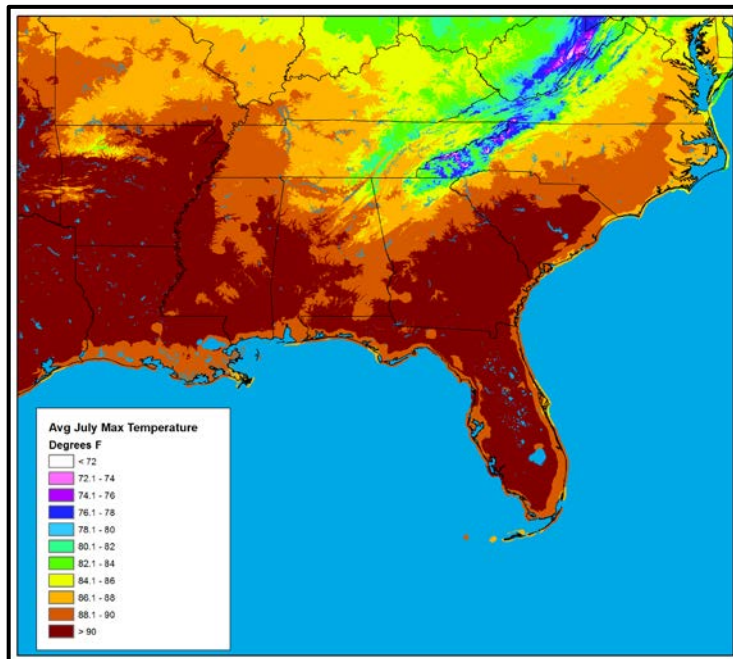 Avg July Max Temperature
Degrees F
< 72
72.1 - 74
74.1 - 76
76.1 - 78
78.1 - 80
80.1 - 82
82.1 - 84
84.1 - 86
86.1 - 88
88.1 - 90
> 90